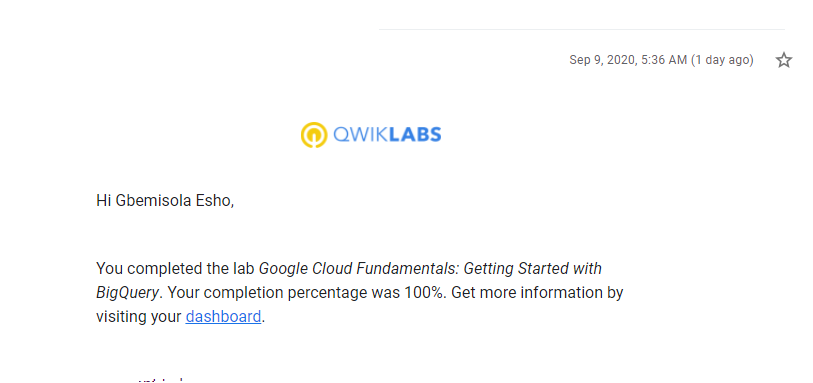 Sep 9, 2020, 5:36 AM (1 day ago)
QWIKLABS
Hi Gbemisola Esho,
You completed the lab Google Cloud Fundamentals: Getting Started with
BigQuery. Your completion percentage was 100%. Get more information by
visiting your dashboard.